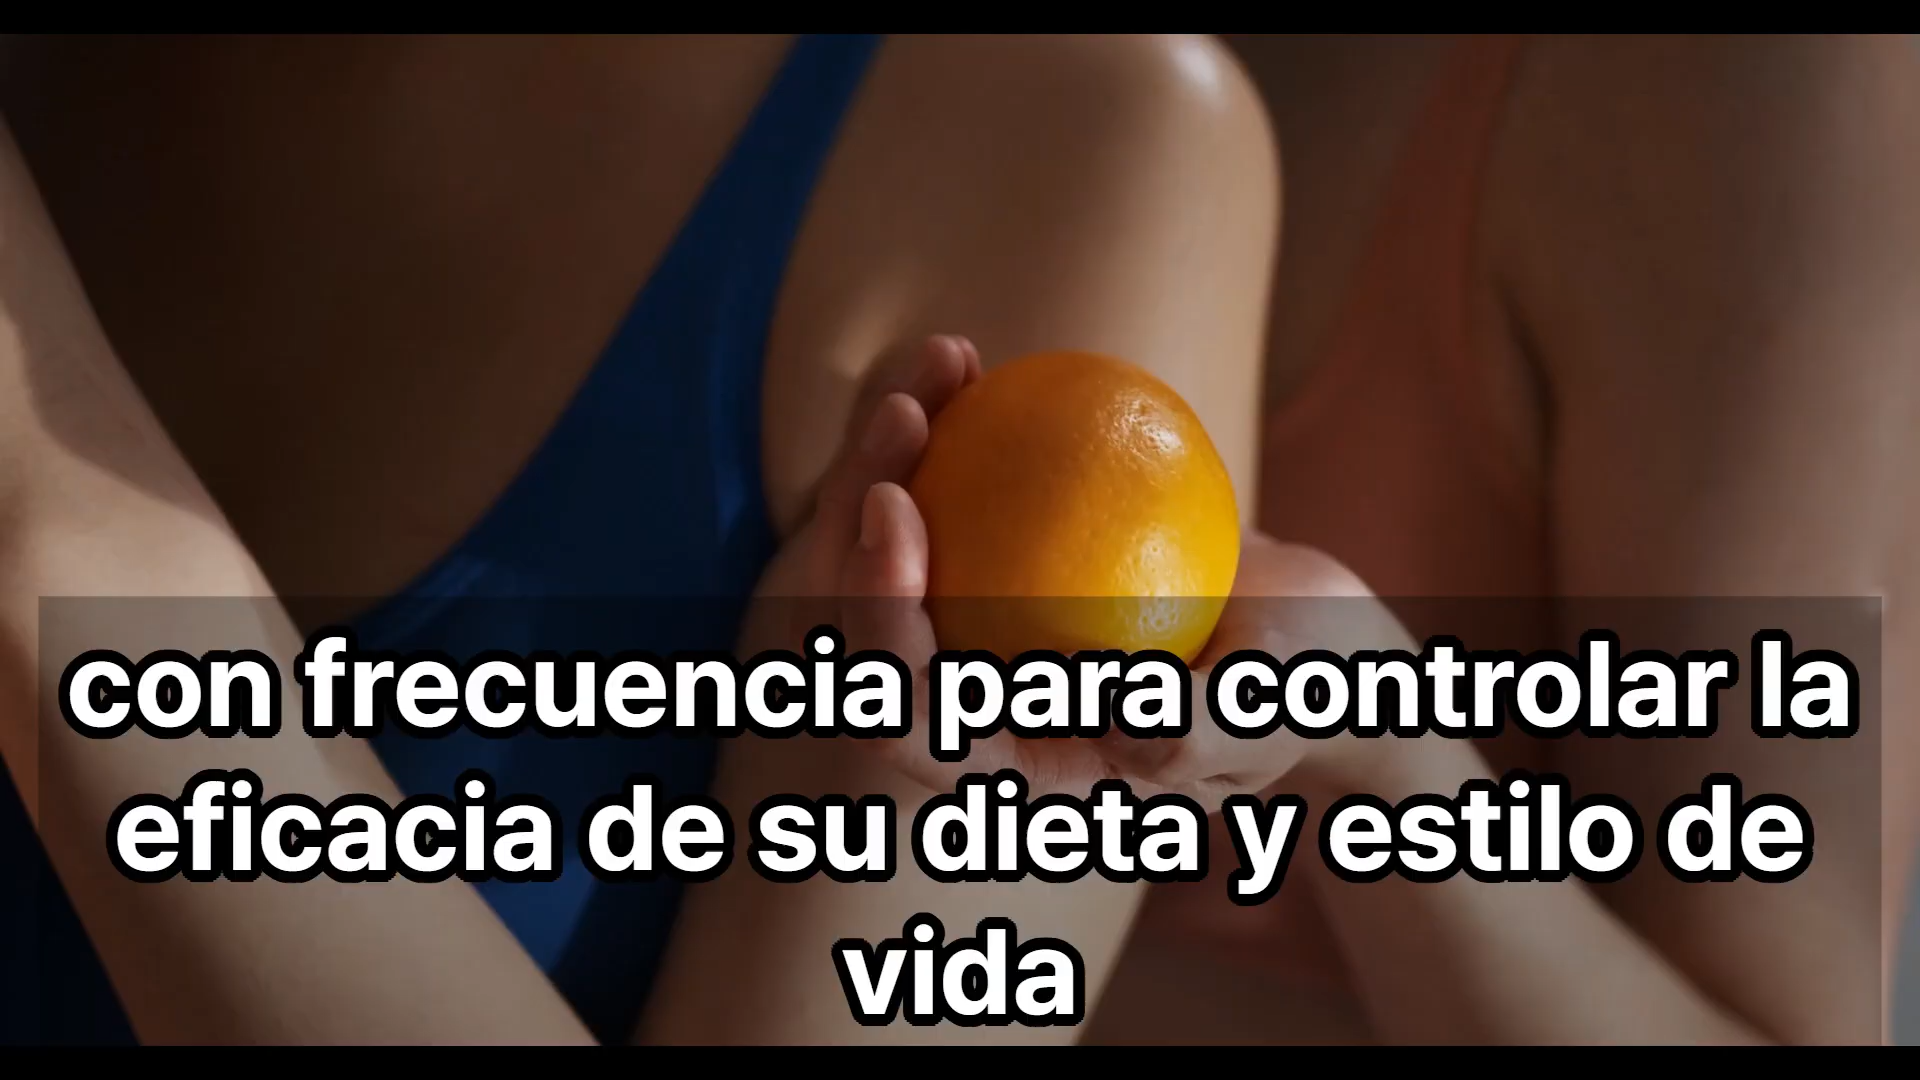 con frecuencia para controlar la
eficacia de su dieta y estilo de
vida